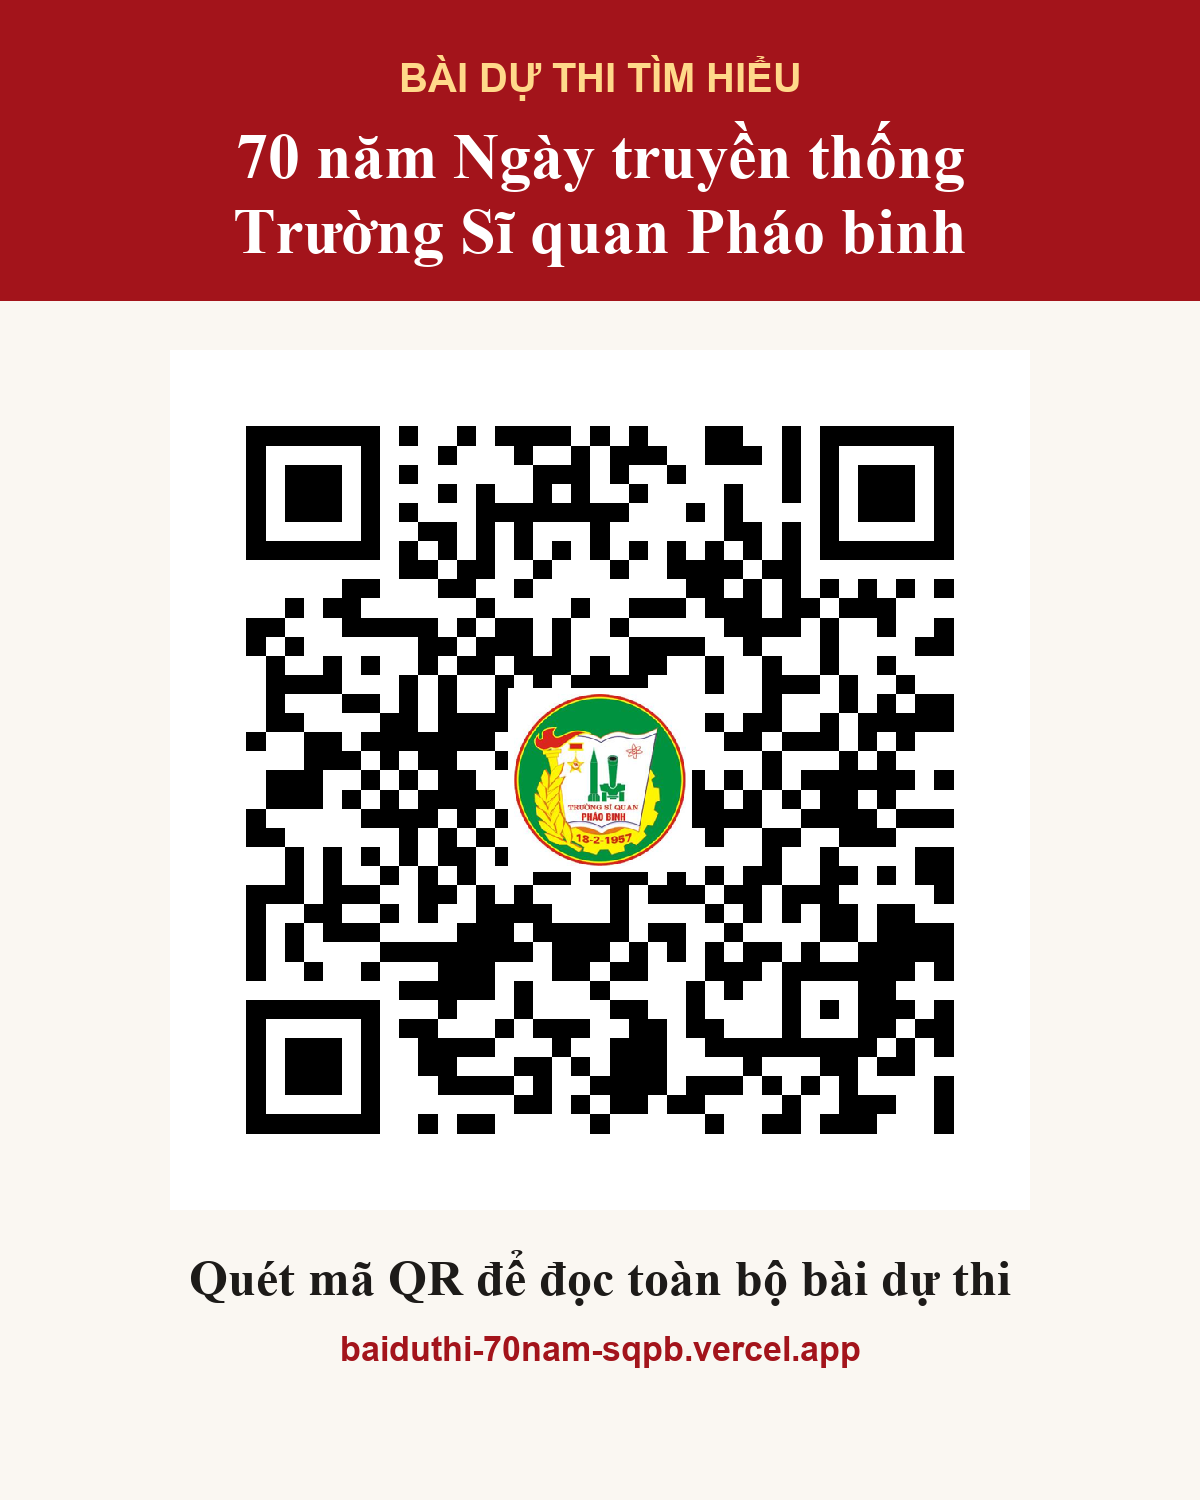 BÀI DỰ THI TÌM HIỂU
70 năm Ngày truyền thống
Trường Sĩ quan Pháo binh
TRƯỜNG SĨ QUAN
PHÁO BINH
18-2-1957
Quét mã QR để đọc toàn bộ bài dự thi
baiduthi-70nam-sqpb.vercel.app